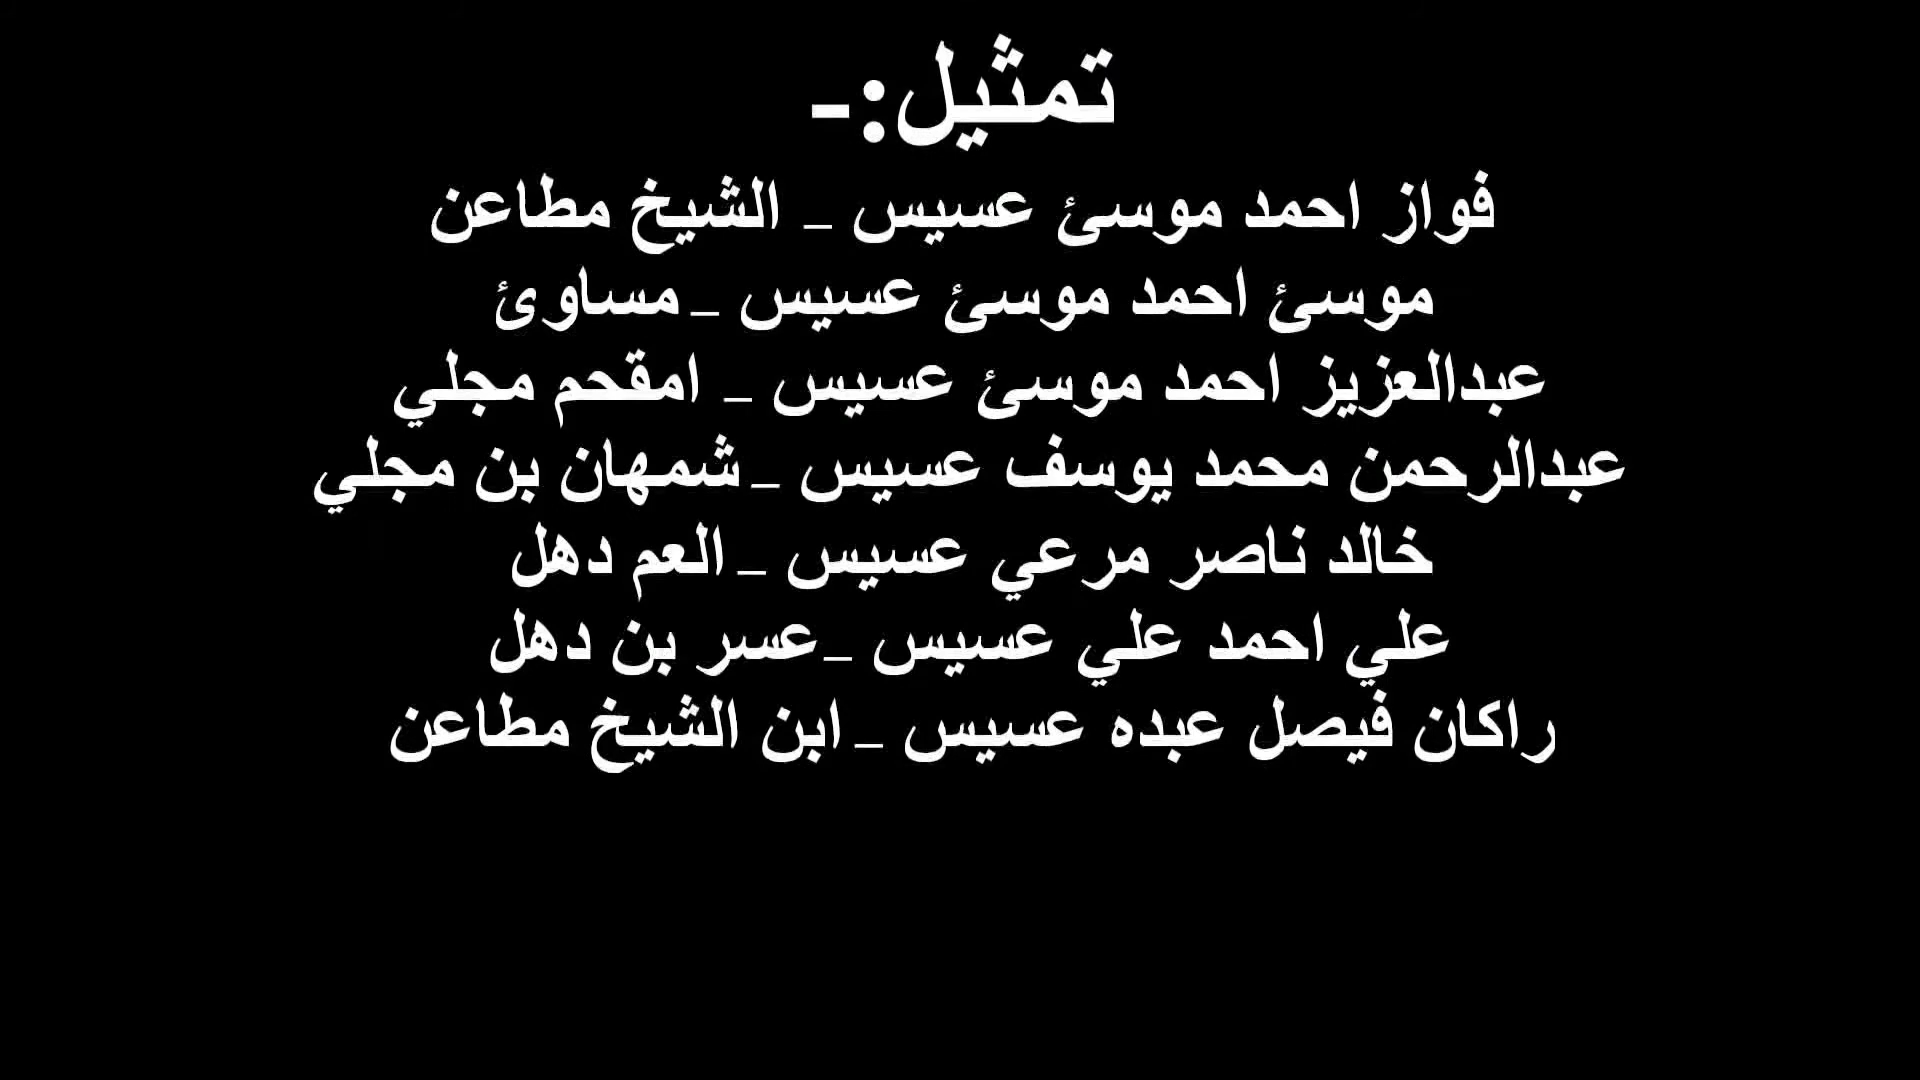 تمثيل:-
فواز احمد موسئ عسيس _ الشيخ مطاعن
موسئ احمد موسئ عسيس _ مساوئ
عبدالعزيز احمد موسئ عسيس _ امقحم مجلي
عبدالرحمن محمد يوسف عسيس _ شمهان بن مجلي
خالد ناصر مرعي عسيس _ العم دهل
علي احمد علي عسيس _عسر بن دهل
راكان فيصل عبده عسيس _ ابن الشيخ مطاعن